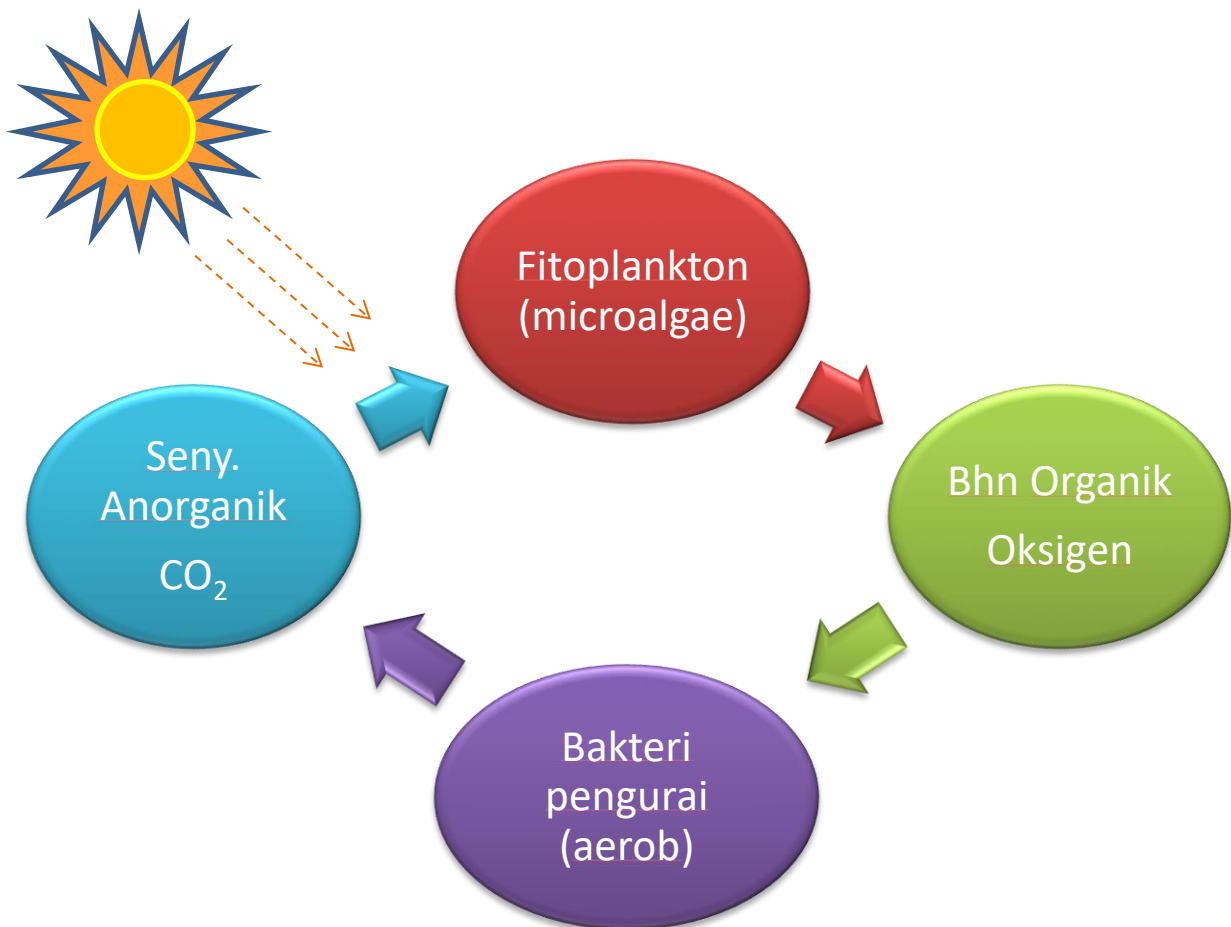 Fitoplankton
(microalgae)
Seny.
Anorganik
CO₂
Bhn Organik
Oksigen
Bakteri
pengurai
(aerob)